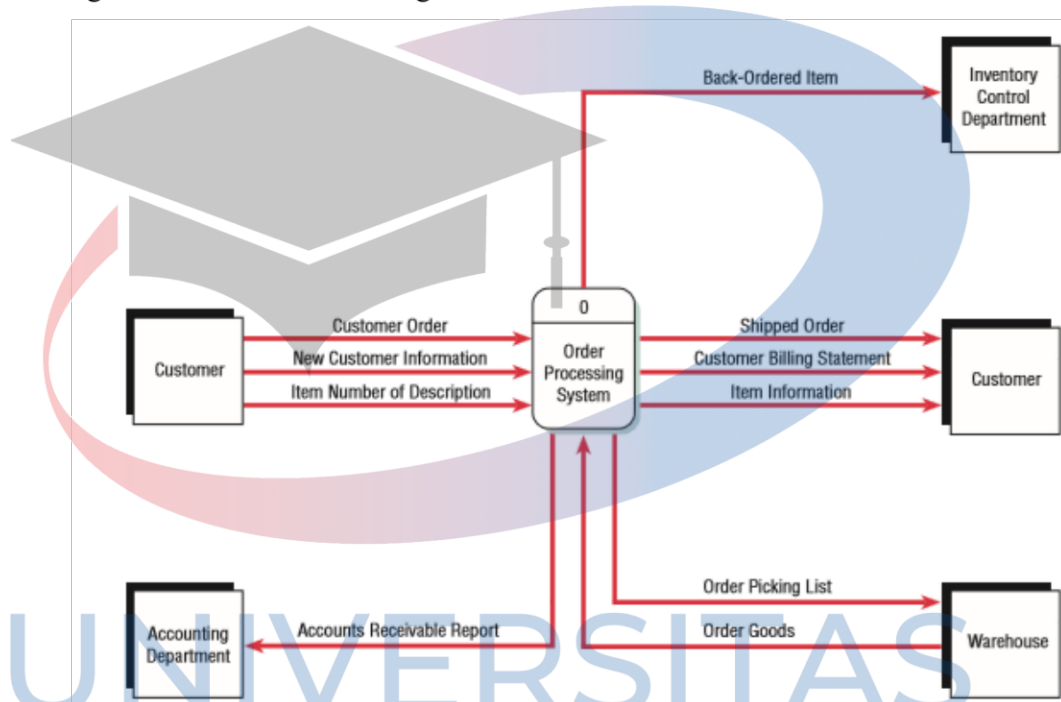 Back-Ordered Item
Inventory
Control
Department
0
Order
Processing
System
Customer
Customer Order
New Customer Information
Item Number of Description
Shipped Order
Customer Billing Statement
Item Information
Customer
Order Picking List
Order Goods
Warehouse
Accounts Receivable Report
Accounting
Department
UNIVERSITAS